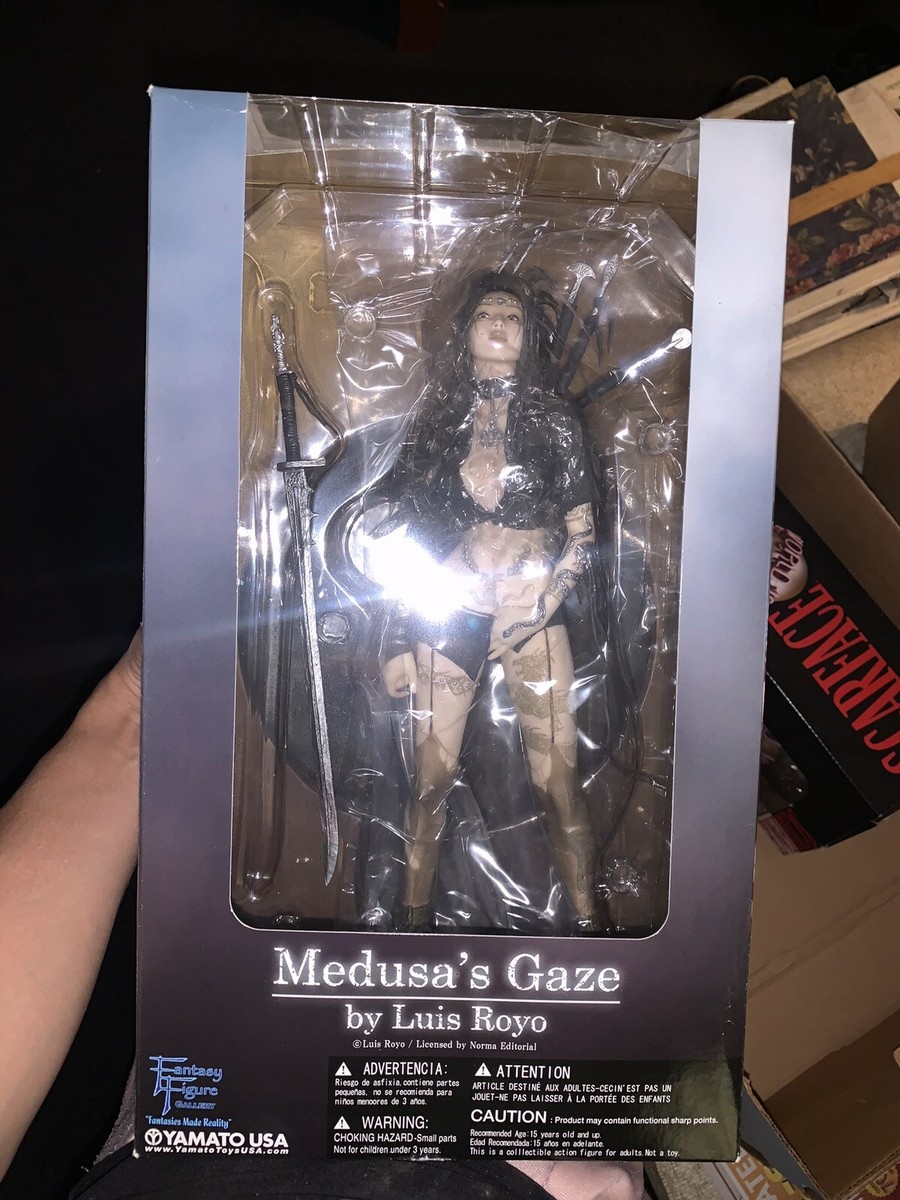 SCARFACE
Medusa's Gaze
by Luis Royo
©Luis Royo / Licensed by Norma Editorial
Fantasy
Figure
GALLERY
"Fantasies Made Reality"
YAMATO USA
www.YamatoToysUSA.com
ADVERTENCIA:
Riesgo de asfixia.contiene partes
pequeñas, no se recomienda para
niños menoores de 3 años.
WARNING:
CHOKING HAZARD-Small parts
Not for children under 3 years.
ATTENTION
ARTICLE DESTINÉ AUX ADULTES-CECIN'EST PAS UN
JOUET-NE PAS LAISSER À LA PORTÉE DES ENFANTS
CAUTION : Product may contain functional sharp points.
Recommended Age:15 years old and up.
Edad Recomendada:15 años en adelante.
This is a collectible action figure for adults. Not a toy.